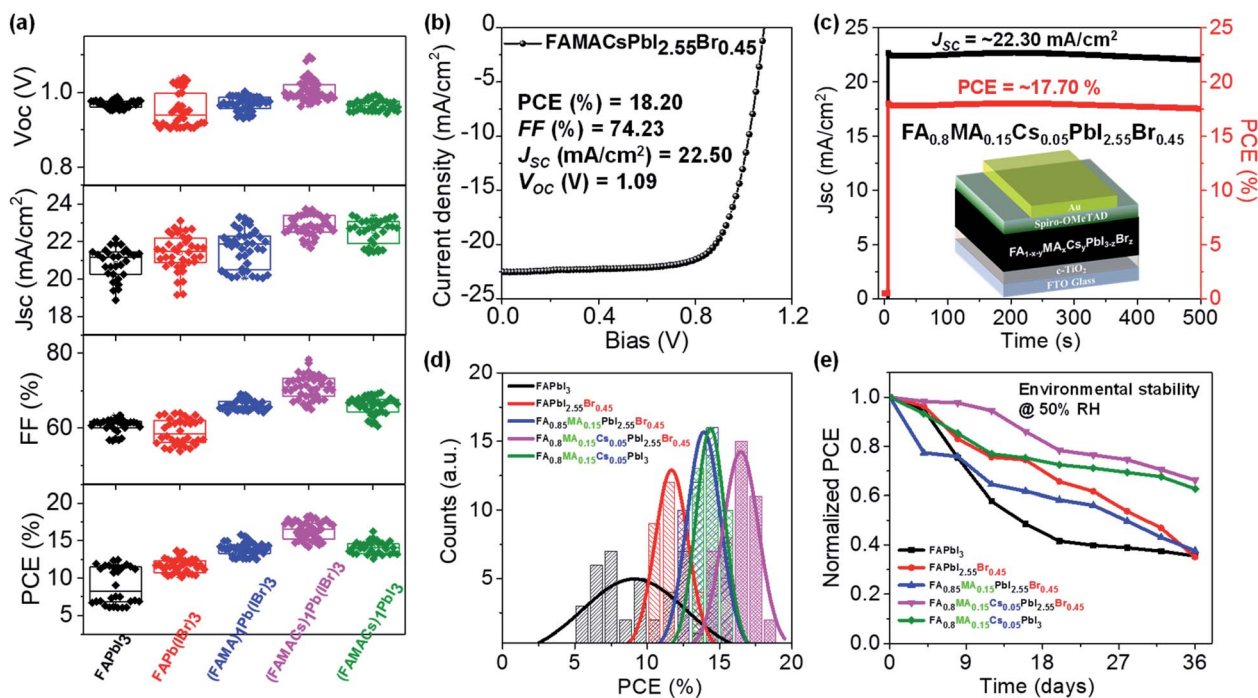 (a)
Voc (V)
1.0
0.8
Jsc (mA/cm²)
24
22
20
18
FF (%)
80
60
40
PCE (%)
20
15
10
5
FAPbI₃
FAPb(IBr)₃
(FAMA)₁Pb(IBr)₃
(FAMACs)₁Pb(IBr)₃
(FAMACs)₁PbI₃
(b)
Current density (mA/cm²)
0
-5
-10
-15
-20
-25
FAMACsPbI₂.₅₅Br₀.₄₅
PCE (%) = 18.20
FF (%) = 74.23
J_SC (mA/cm²) = 22.50
V_OC (V) = 1.09
0.0 0.4 0.8 1.2
Bias (V)
(c)
Jsc (mA/cm²)
25
20
15
10
5
0
J_SC = ~22.30 mA/cm²
PCE = ~17.70 %
FA₀.₈MA₀.₁₅Cs₀.₀₅PbI₂.₅₅Br₀.₄₅
Au
Spiro-OMeTAD
FA₁₋ₓ₋ᵧMAₓCsᵧPbI₃₋zBrz
c-TiO₂
FTO Glass
25
20
15
10
5
0
PCE (%)
0 100 200 300 400 500
Time (s)
(d)
Counts (a.u.)
20
15
10
5
FAPbI₃
FAPbI₂.₅₅Br₀.₄₅
FA₀.₈₅MA₀.₁₅PbI₂.₅₅Br₀.₄₅
FA₀.₈MA₀.₁₅Cs₀.₀₅PbI₂.₅₅Br₀.₄₅
FA₀.₈MA₀.₁₅Cs₀.₀₅PbI₃
0 5 10 15 20
PCE (%)
(e)
Normalized PCE
1.0
0.8
0.6
0.4
0.2
0.0
Environmental stability
@ 50% RH
FAPbI₃
FAPbI₂.₅₅Br₀.₄₅
FA₀.₈₅MA₀.₁₅PbI₂.₅₅Br₀.₄₅
FA₀.₈MA₀.₁₅Cs₀.₀₅PbI₂.₅₅Br₀.₄₅
FA₀.₈MA₀.₁₅Cs₀.₀₅PbI₃
0 9 18 27 36
Time (days)